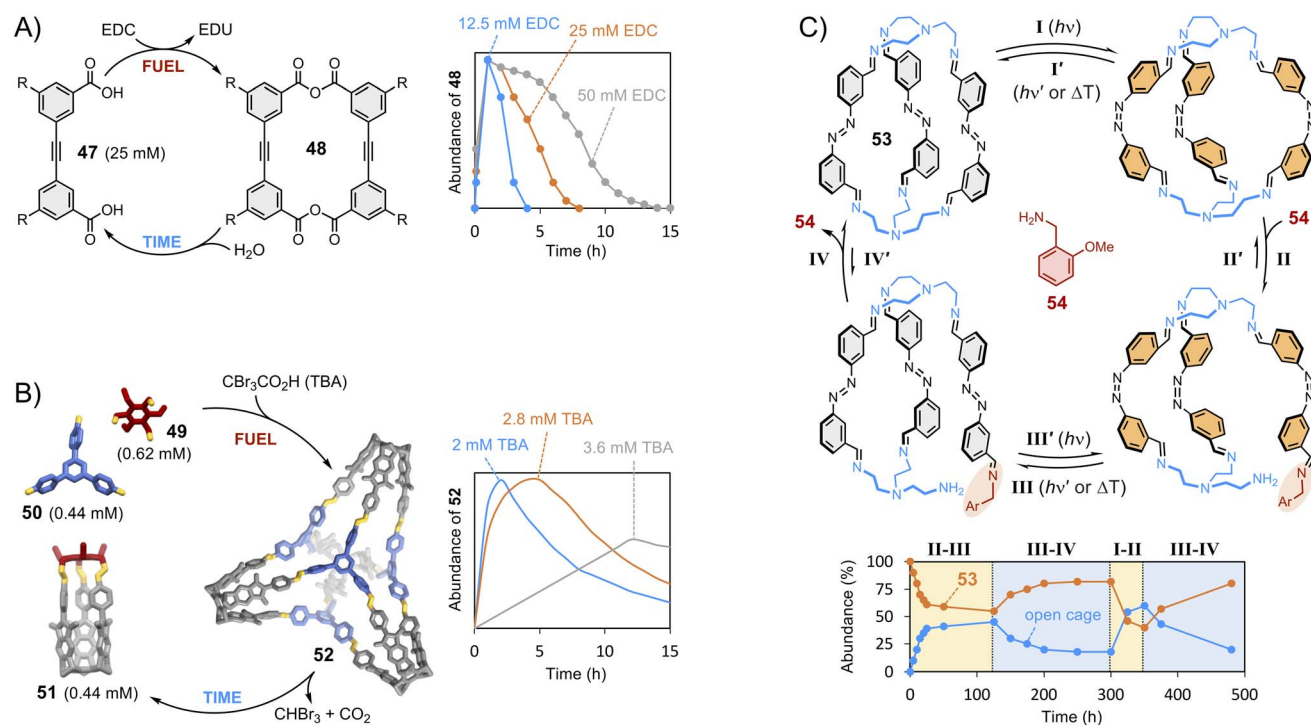 A)
EDC
EDU
FUEL
R
O
OH
47 (25 mM)
OH
O
R
TIME
H2O
R
O
O
O
R
48
R
O
O
O
R
12.5 mM EDC
25 mM EDC
50 mM EDC
Abundance of 48
0
5
10
15
Time (h)
B)
CBr3CO2H (TBA)
FUEL
49
(0.62 mM)
50 (0.44 mM)
51 (0.44 mM)
52
TIME
CHBr3 + CO2
2.8 mM TBA
2 mM TBA
3.6 mM TBA
Abundance of 52
0
5
10
15
Time (h)
C)
53
I (hν)
I′
(hν′ or ΔT)
54
54
H2N
OMe
54
IV
IV′
II′
II
NH2
Ar
III′ (hν)
III (hν′ or ΔT)
NH2
Ar
II-III
III-IV
I-II
III-IV
53
open cage
Abundance (%)
100
75
50
25
0
0
100
200
300
400
500
Time (h)